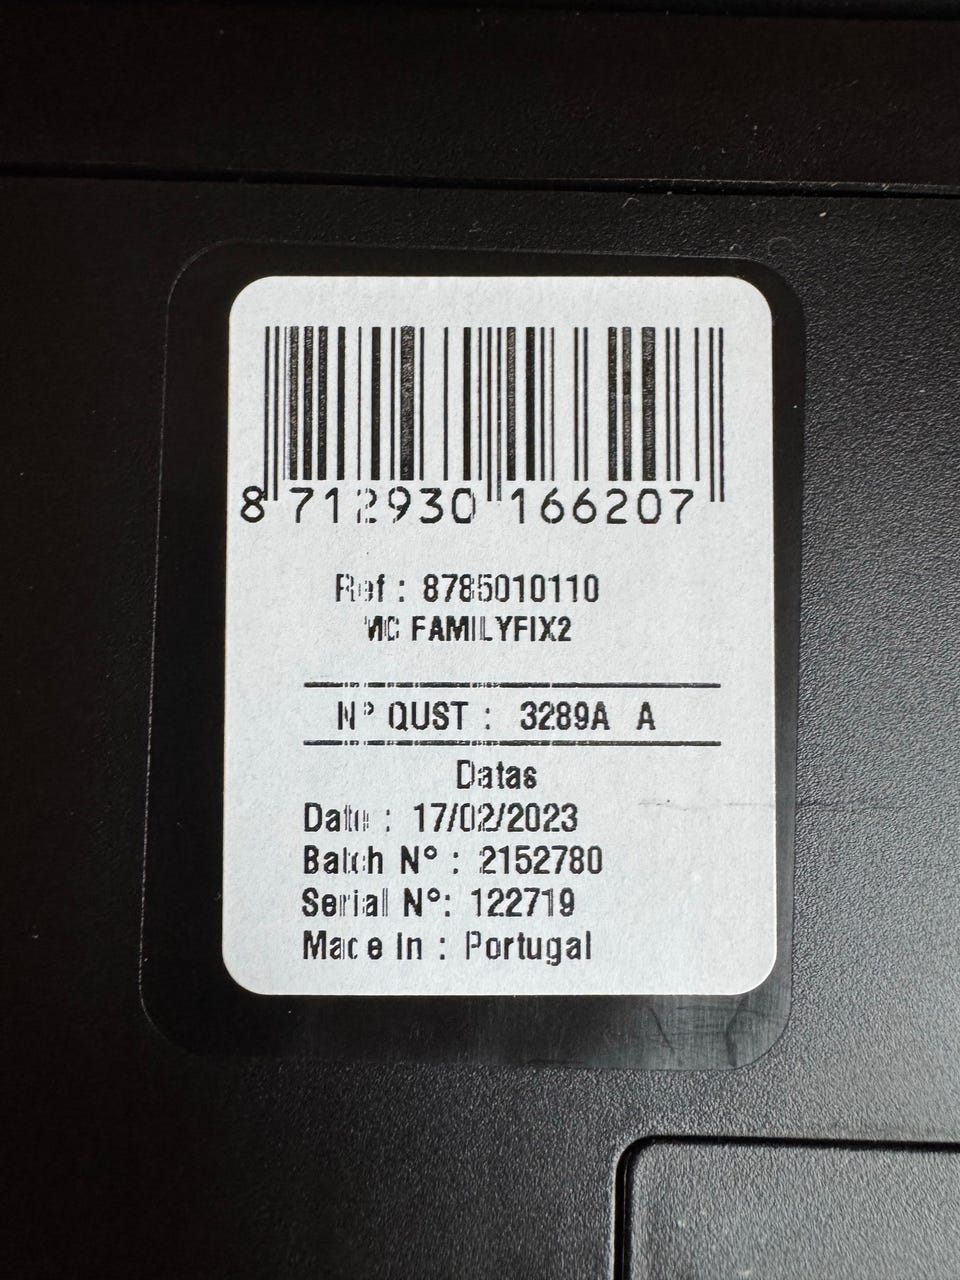 8 712930 166207
Ref : 8785010110
MC FAMILYFIX2
N° QUST : 3289A A
Datas
Date : 17/02/2023
Batch N° : 2152780
Serial N°: 122719
Made In : Portugal